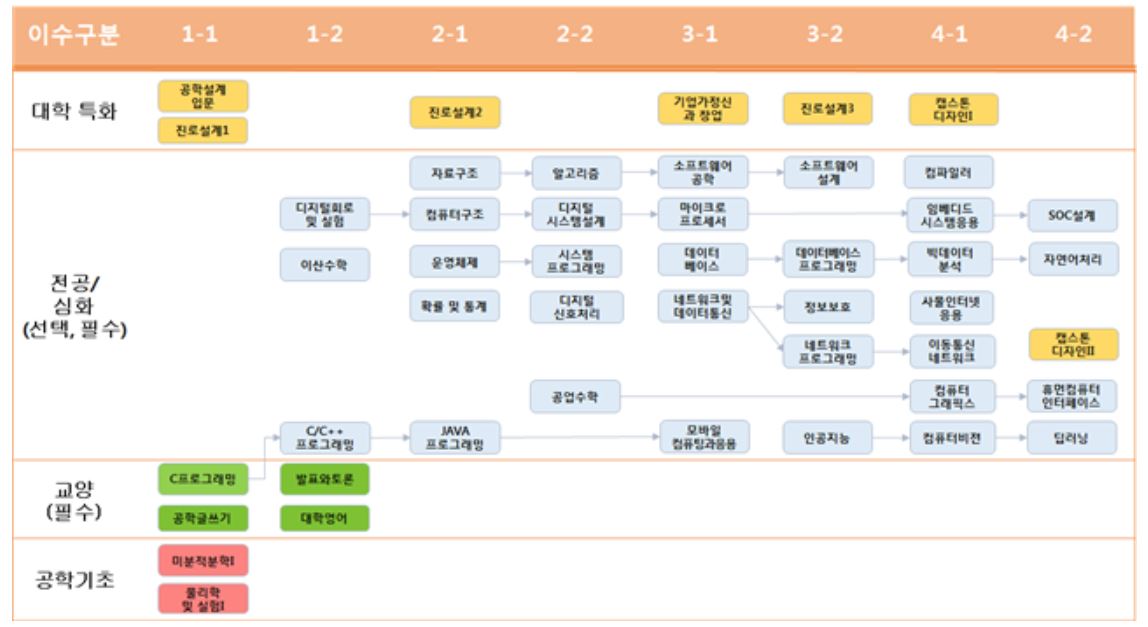 이수구분 1-1 1-2 2-1 2-2 3-1 3-2 4-1 4-2
대학 특화
공학설계
입문
진로설계1
진로설계2
기업가정신
과 창업
진로설계3
캡스톤
디자인I
전공/
심화
(선택, 필수)
자료구조
알고리즘
소프트웨어
공학
소프트웨어
설계
컴파일러
디지털회로
및 실험
컴퓨터구조
디지털
시스템설계
마이크로
프로세서
임베디드
시스템응용
SOC설계
이산수학
운영체제
시스템
프로그래밍
데이터
베이스
데이터베이스
프로그래밍
빅데이터
분석
자연어처리
확률 및 통계
디지털
신호처리
네트워크및
데이터통신
정보보호
사물인터넷
응용
네트워크
프로그래밍
이동통신
네트워크
캡스톤
디자인II
공업수학
컴퓨터
그래픽스
휴먼컴퓨터
인터페이스
C/C++
프로그래밍
JAVA
프로그래밍
모바일
컴퓨팅과응용
인공지능
컴퓨터비젼
딥러닝
교양
(필수)
C프로그래밍
발표와토론
공학글쓰기
대학영어
공학기초
미분적분학I
물리학
및 실험I